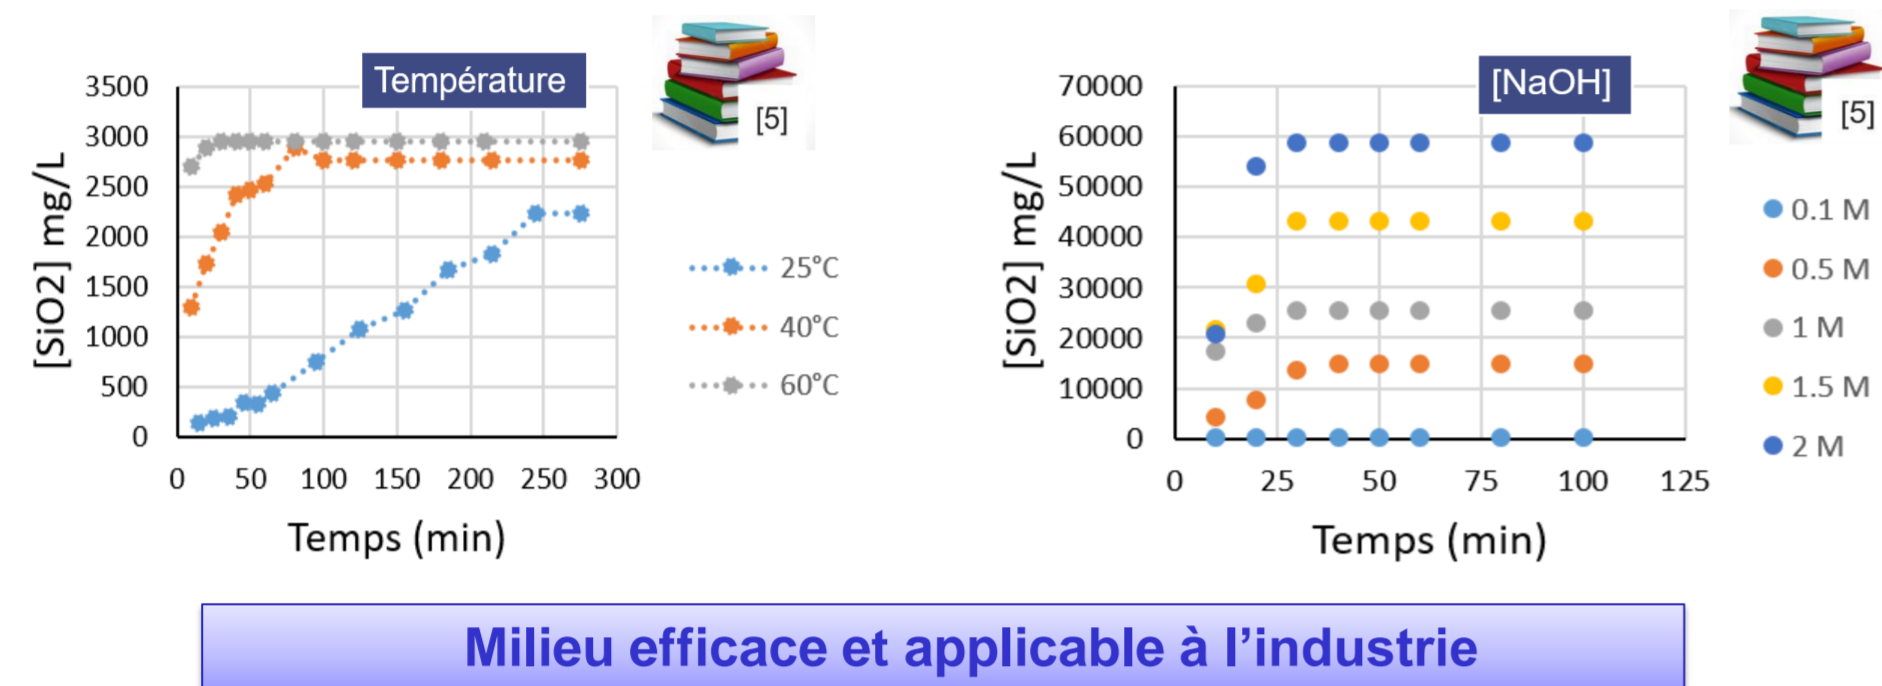 Température
[5]
3500
3000
2500
2000
1500
1000
500
0
[SiO2] mg/L
0 50 100 150 200 250 300
Temps (min)
25°C
40°C
60°C
[NaOH]
[5]
70000
60000
50000
40000
30000
20000
10000
0
[SiO2] mg/L
0 25 50 75 100 125
Temps (min)
0.1 M
0.5 M
1 M
1.5 M
2 M
Milieu efficace et applicable à l’industrie